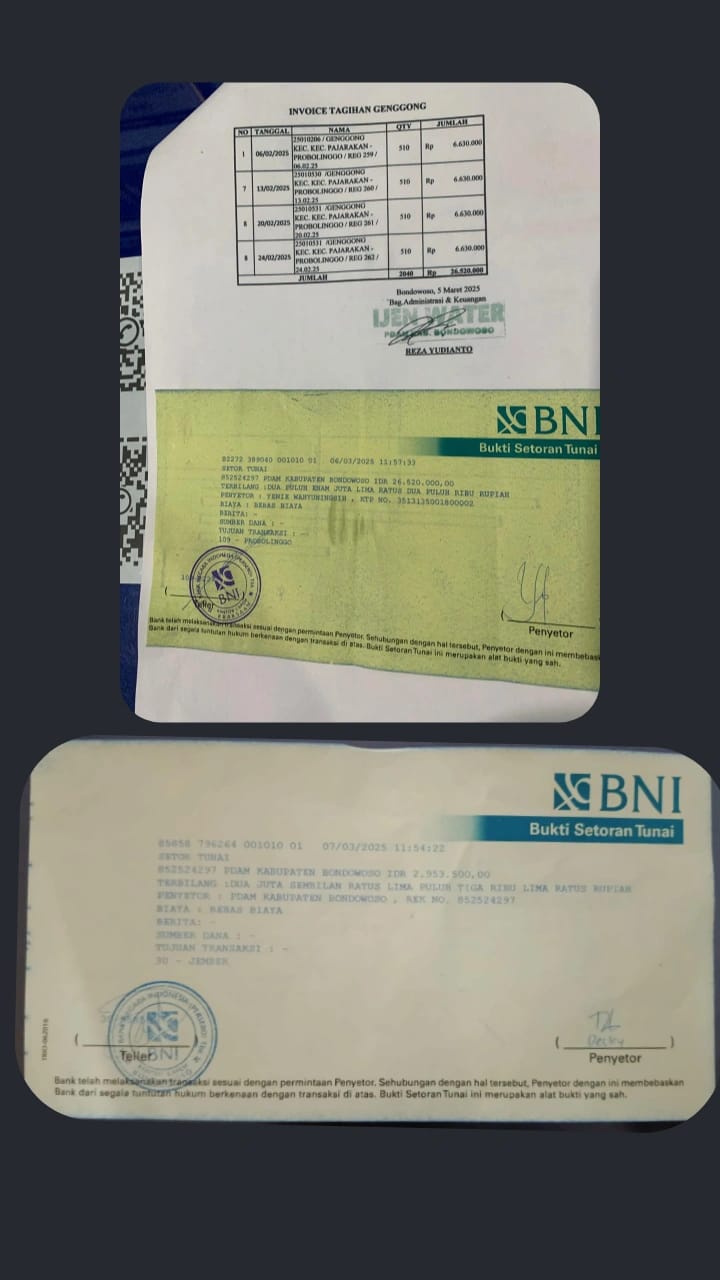 INVOICE TAGIHAN GENGGONG
NO TANGGAL NAMA QTY JUMLAH
25010206 / GENGGONG
1 06/02/2025 KEC. KEC. PAJARAKAN - 510 Rp 6.630.000
PROBOLINGGO / REG 259 /
06.02.25
25010530 /GENGGONG
7 13/02/2025 KEC. KEC. PAJARAKAN - 510 Rp 6.630.000
PROBOLINGGO / REG 260 /
13.02.25
25010531 /GENGGONG
8 20/02/2025 KEC. KEC. PAJARAKAN - 510 Rp 6.630.000
PROBOLINGGO / REG 261 /
20.02.25
25010531 /GENGGONG
8 24/02/2025 KEC. KEC. PAJARAKAN - 510 Rp 6.630.000
PROBOLINGGO / REG 262 /
24.02.25
JUMLAH 2040 Rp 26.520.000
Bondowoso, 5 Maret 2025
Bag.Administrasi & Keuangan
IJEN WATER
PDAM KAB. BONDOWOSO
REZA YUDIANTO
BNI
Bukti Setoran Tunai
82272 389040 001010 01 06/03/2025 11:57:33
SETOR TUNAI
852524297 PDAM KABUPATEN BONDOWOSO IDR 26.520.000,00
TERBILANG :DUA PULUH ENAM JUTA LIMA RATUS DUA PULUH RIBU RUPIAH
PENYETOR : YENIE WAHYUNINGSIH , KTP NO. 3513135001800002
BIAYA : BEBAS BIAYA
BERITA: -
SUMBER DANA : -
TUJUAN TRANSAKSI : -
109 - PROBOLINGGO
BNI
Teller
Penyetor
Bank telah melaksanakan transaksi sesuai dengan permintaan Penyetor. Sehubungan dengan hal tersebut, Penyetor dengan ini membebask
Bank dari segala tuntutan hukum berkenaan dengan transaksi di atas. Bukti Setoran Tunai ini merupakan alat bukti yang sah.
BNI
Bukti Setoran Tunai
85858 796264 001010 01 07/03/2025 11:54:22
SETOR TUNAI
852524297 PDAM KABUPATEN BONDOWOSO IDR 2.953.500,00
TERBILANG :DUA JUTA SEMBILAN RATUS LIMA PULUH TIGA RIBU LIMA RATUS RUPIAH
PENYETOR : PDAM KABUPATEN BONDOWOSO , REK NO. 852524297
BIAYA : BEBAS BIAYA
BERITA: -
SUMBER DANA : -
TUJUAN TRANSAKSI : -
30 - JEMBER
BNI
( Teller )
( Decky )
Penyetor
Bank telah melaksanakan transaksi sesuai dengan permintaan Penyetor. Sehubungan dengan hal tersebut, Penyetor dengan ini membebaskan
Bank dari segala tuntutan hukum berkenaan dengan transaksi di atas. Bukti Setoran Tunai ini merupakan alat bukti yang sah.